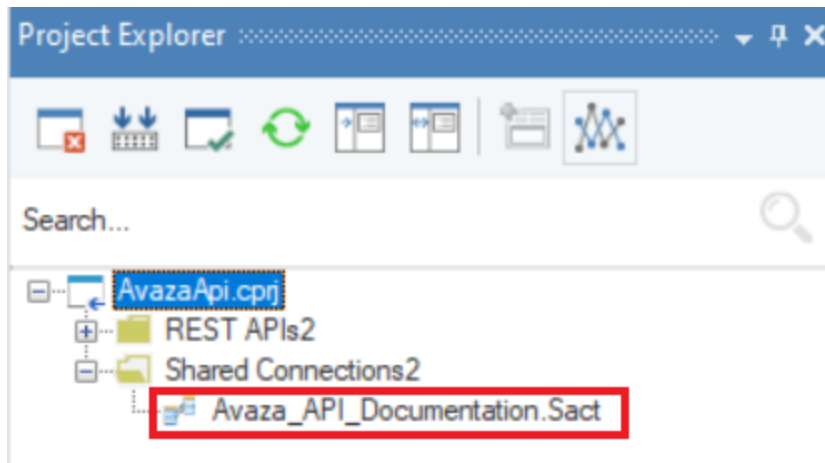 Project Explorer
Search...
AvazaApi.cprj
REST APIs2
Shared Connections2
Avaza_API_Documentation.Sact